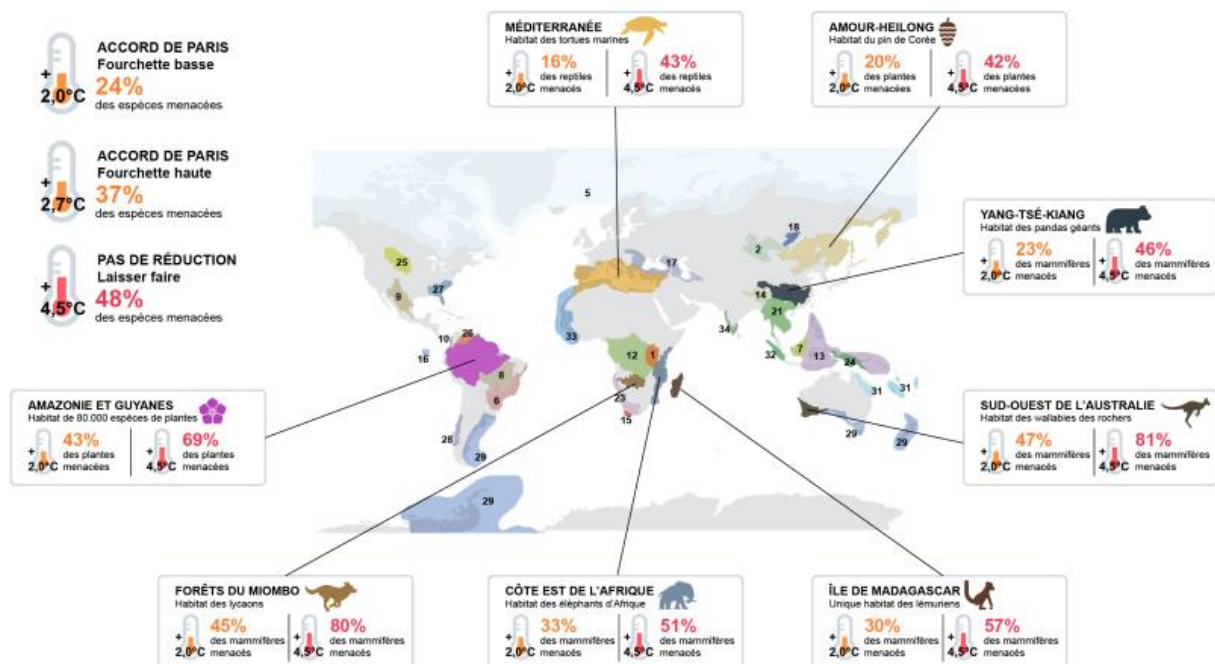 ACCORD DE PARIS
Fourchette basse
+
2,0°C
24%
des espèces menacées
ACCORD DE PARIS
Fourchette haute
+
2,7°C
37%
des espèces menacées
PAS DE RÉDUCTION
Laisser faire
+
4,5°C
48%
des espèces menacées
MÉDITERRANÉE
Habitat des tortues marines
+
2,0°C
16%
des reptiles
menacés
+
4,5°C
43%
des reptiles
menacés
AMOUR-HEILONG
Habitat du pin de Corée
+
2,0°C
20%
des plantes
menacées
+
4,5°C
42%
des plantes
menacées
YANG-TSÉ-KIANG
Habitat des pandas géants
+
2,0°C
23%
des mammifères
menacés
+
4,5°C
46%
des mammifères
menacés
5
18
2
25
17
27
9
14
21
34
33
10
26
16
12
1
7
13
32
24
8
6
23
15
31
31
28
29
29
29
29
AMAZONIE ET GUYANES
Habitat de 80.000 espèces de plantes
+
2,0°C
43%
des plantes
menacées
+
4,5°C
69%
des plantes
menacées
SUD-OUEST DE L'AUSTRALIE
Habitat des wallabies des rochers
+
2,0°C
47%
des mammifères
menacés
+
4,5°C
81%
des mammifères
menacés
FORÊTS DU MIOMBO
Habitat des lycaons
+
2,0°C
45%
des mammifères
menacés
+
4,5°C
80%
des mammifères
menacés
CÔTE EST DE L'AFRIQUE
Habitat des éléphants d'Afrique
+
2,0°C
33%
des mammifères
menacés
+
4,5°C
51%
des mammifères
menacés
ÎLE DE MADAGASCAR
Unique habitat des lémuriens
+
2,0°C
30%
des mammifères
menacés
+
4,5°C
57%
des mammifères
menacés